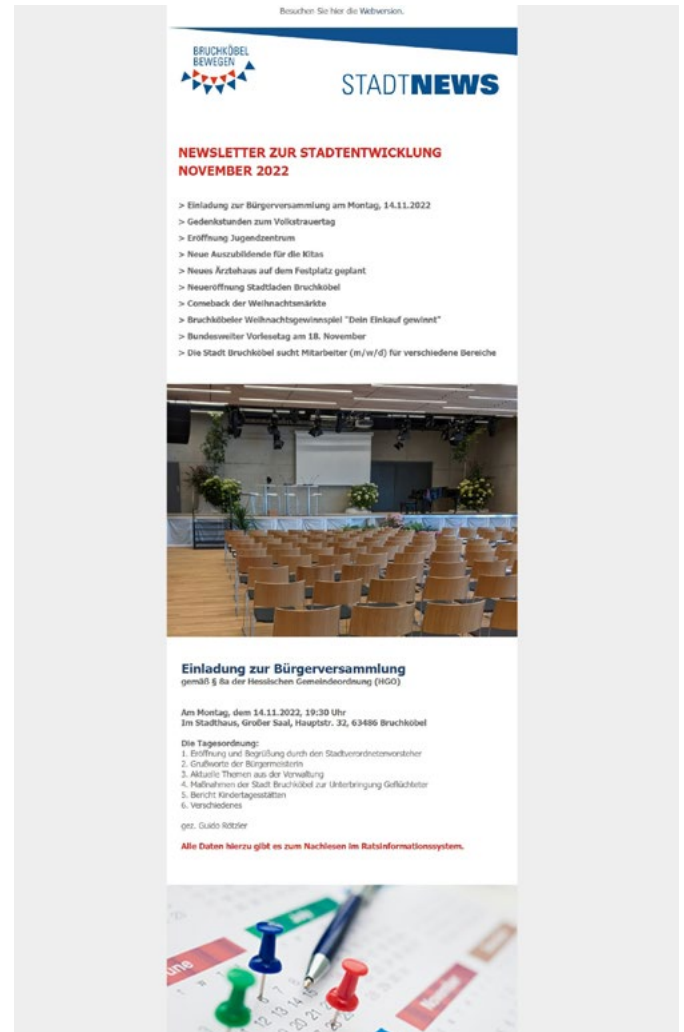 Besuchen Sie hier die Webversion.
BRUCHKÖBEL
BEWEGEN
STADTNEWS
NEWSLETTER ZUR STADTENTWICKLUNG
NOVEMBER 2022
> Einladung zur Bürgerversammlung am Montag, 14.11.2022
> Gedenkstunden zum Volkstrauertag
> Eröffnung Jugendzentrum
> Neue Auszubildende für die Kitas
> Neues Ärztehaus auf dem Festplatz geplant
> Neueröffnung Stadtladen Bruchköbel
> Comeback der Weihnachtsmärkte
> Bruchköbeler Weihnachtsgewinnspiel "Dein Einkauf gewinnt"
> Bundesweiter Vorlesetag am 18. November
> Die Stadt Bruchköbel sucht Mitarbeiter (m/w/d) für verschiedene Bereiche
Einladung zur Bürgerversammlung
gemäß § 8a der Hessischen Gemeindeordnung (HGO)
Am Montag, dem 14.11.2022, 19:30 Uhr
Im Stadthaus, Großer Saal, Hauptstr. 32, 63486 Bruchköbel
Die Tagesordnung:
1. Eröffnung und Begrüßung durch den Stadtverordnetenvorsteher
2. Grußworte der Bürgermeisterin
3. Aktuelle Themen aus der Verwaltung
4. Maßnahmen der Stadt Bruchköbel zur Unterbringung Geflüchteter
5. Bericht Kindertagesstätten
6. Verschiedenes
gez. Guido Rötzler
Alle Daten hierzu gibt es zum Nachlesen im Ratsinformationssystem.